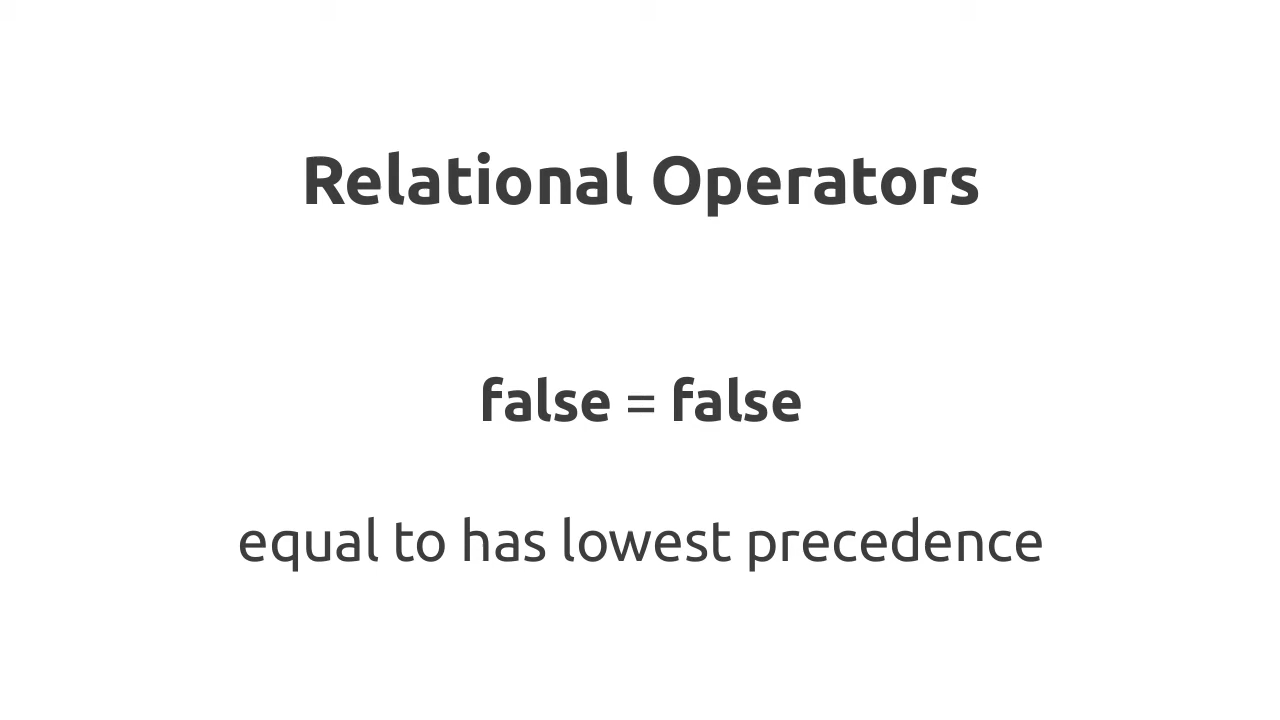 Relational Operators
false = false
equal to has lowest precedence